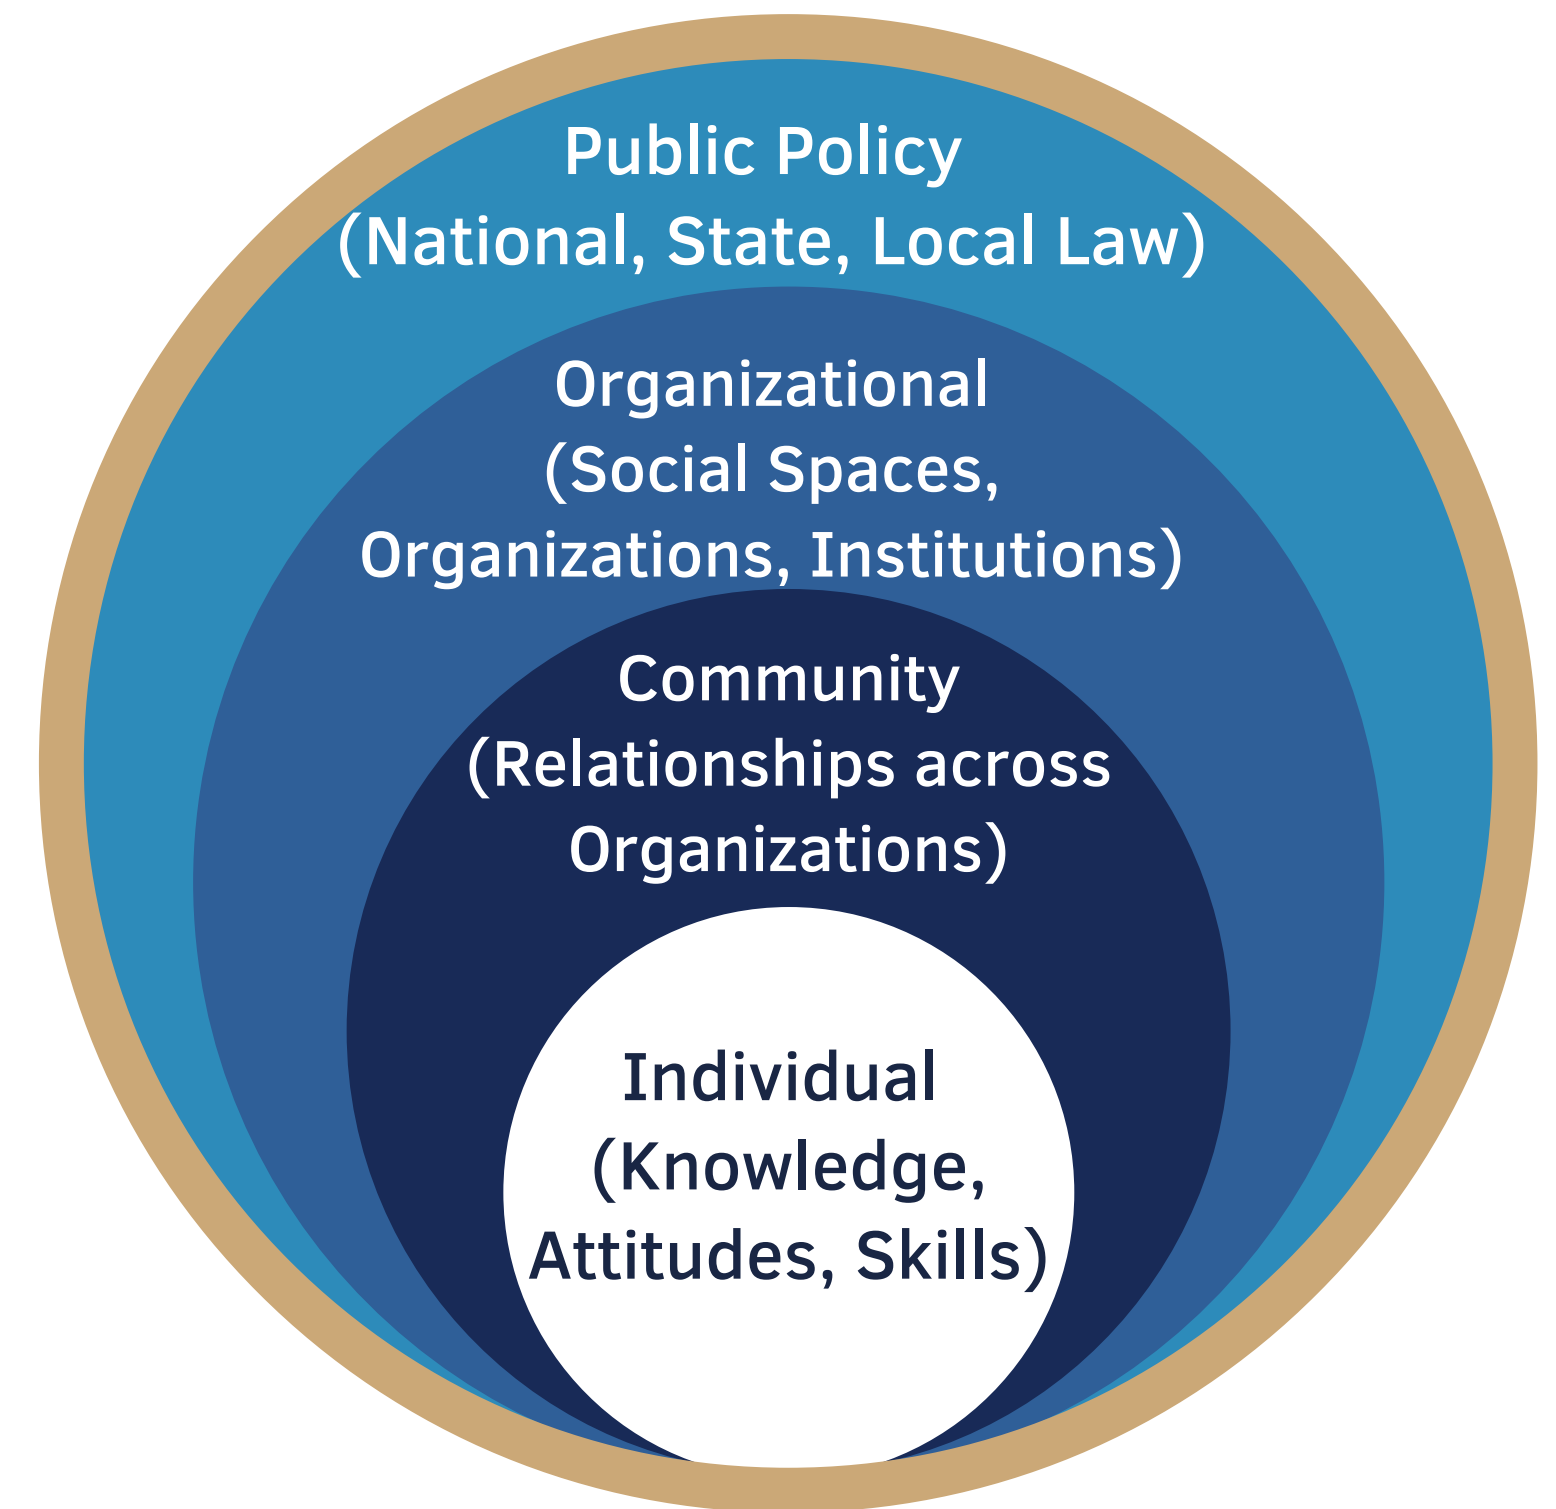 Public Policy
(National, State, Local Law)
Organizational
(Social Spaces,
Organizations, Institutions)
Community
(Relationships across
Organizations)
Individual
(Knowledge,
Attitudes, Skills)